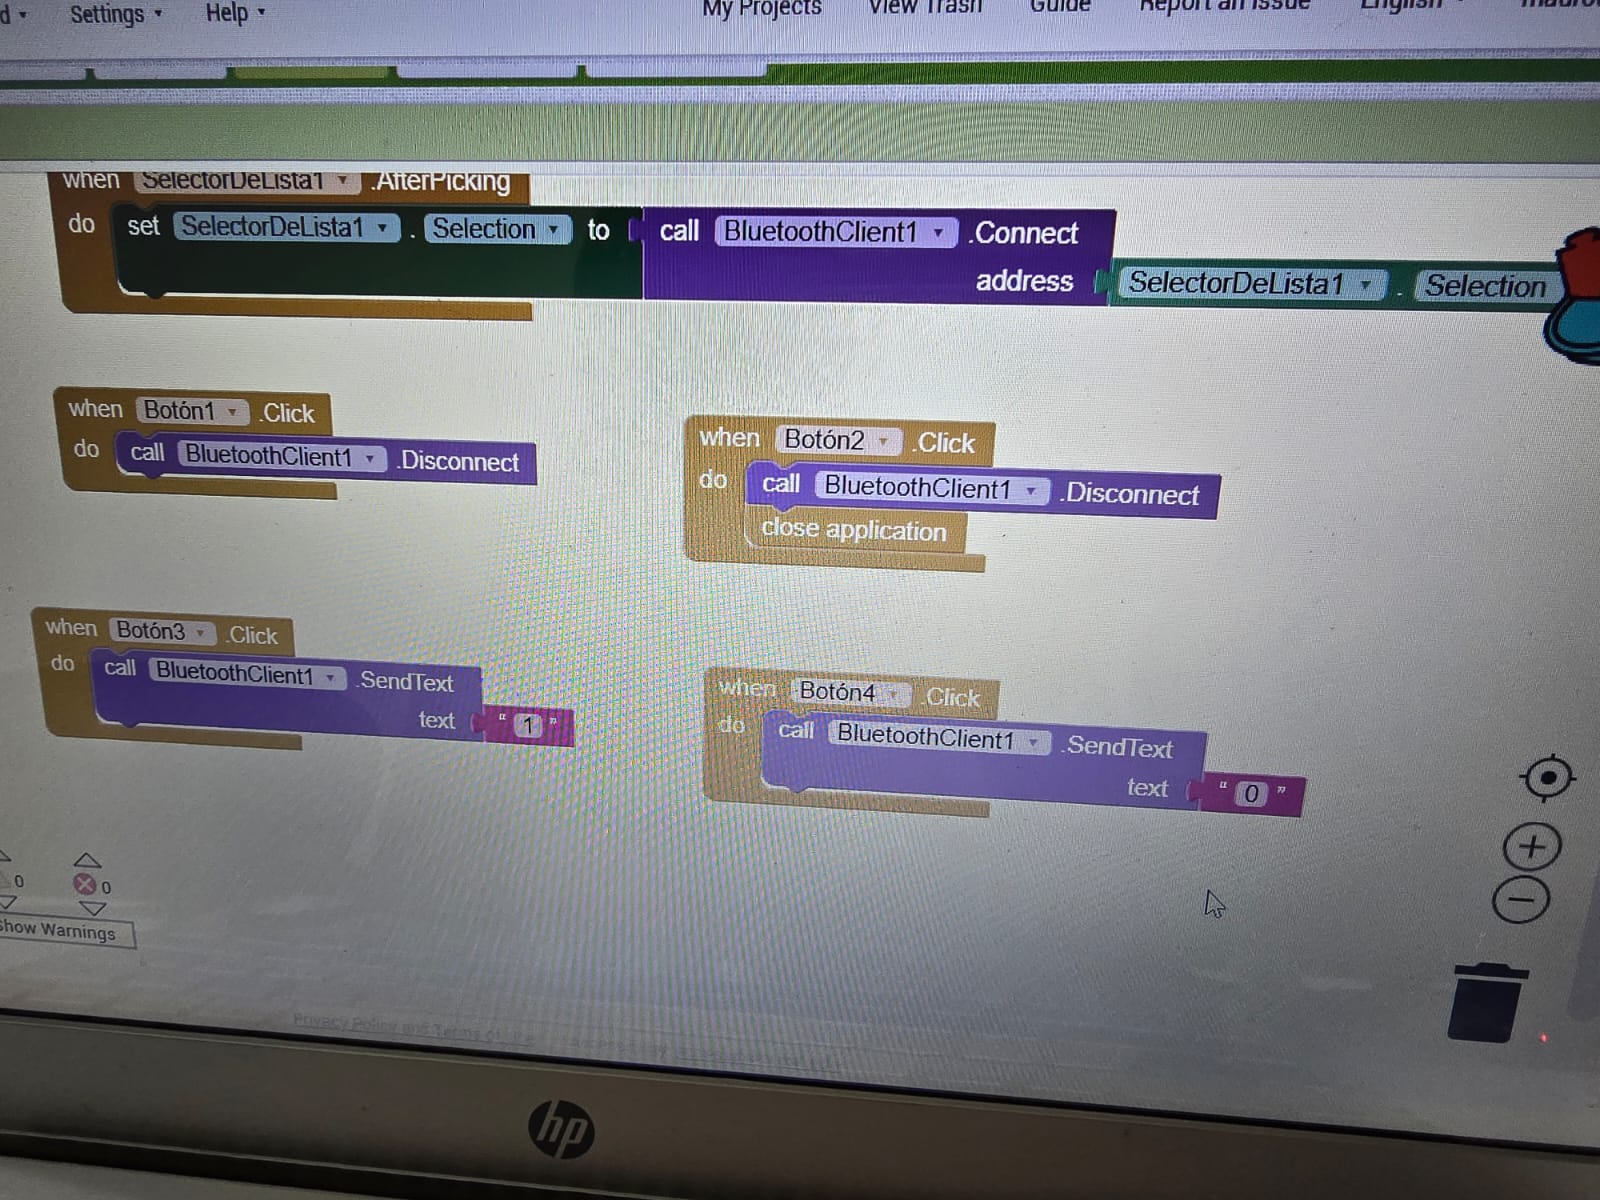 Settings
Help
My Projects
View Trash
Guide
Report an Issue
English
when SelectorDeLista1 .AfterPicking
do set SelectorDeLista1 . Selection to call BluetoothClient1 .Connect
address SelectorDeLista1 . Selection
when Botón1 .Click
do call BluetoothClient1 .Disconnect
when Botón2 .Click
do call BluetoothClient1 .Disconnect
close application
when Botón3 .Click
do call BluetoothClient1 .SendText
text “ 1 ”
when Botón4 .Click
do call BluetoothClient1 .SendText
text “ 0 ”
0
0
Show Warnings
Privacy Policy and Terms of Use
hp